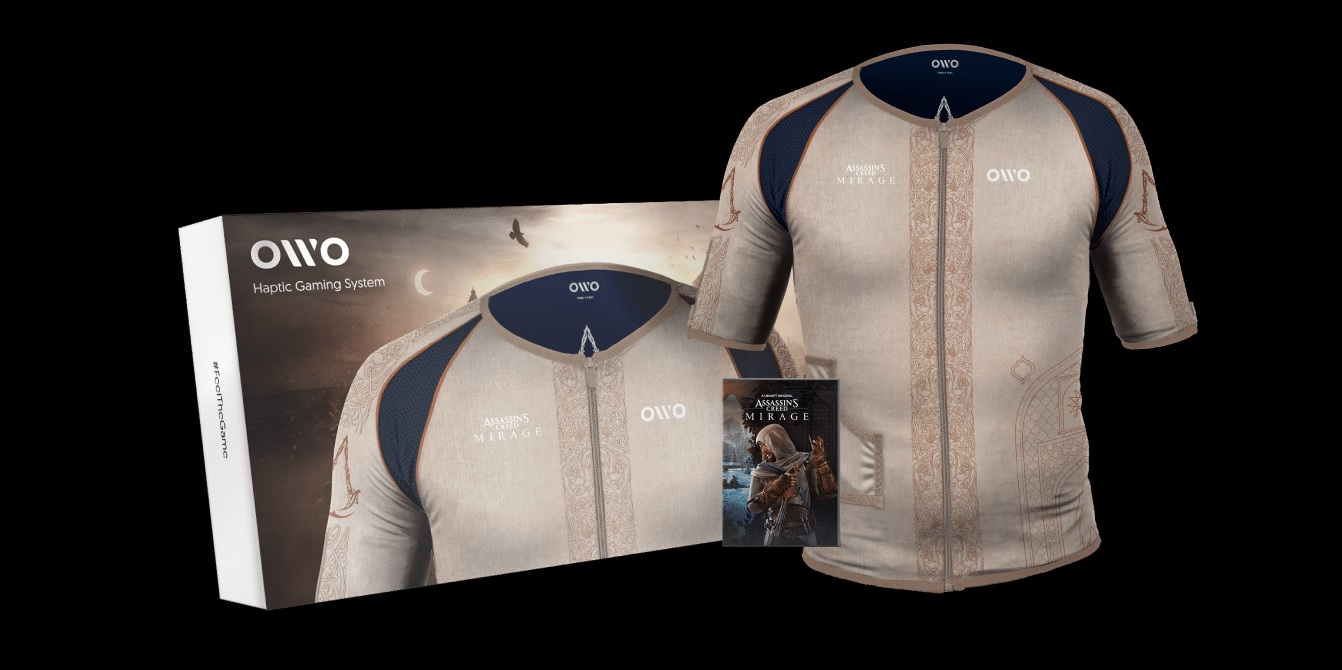 OWO
Haptic Gaming System
#FeelTheGame
OWO
ASSASSIN'S
CREED
MIRAGE
OWO
A UBISOFT ORIGINAL
ASSASSIN'S
CREED
MIRAGE
OWO
ASSASSIN'S
CREED
MIRAGE
OWO